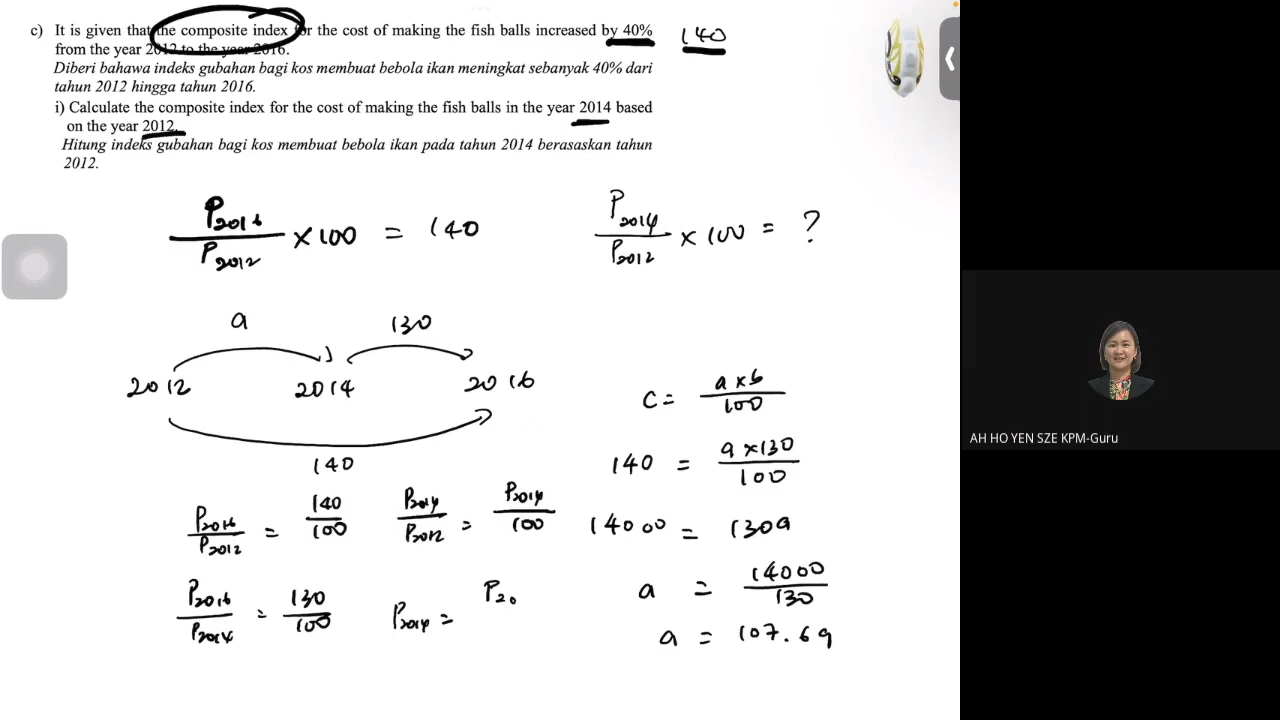 c) It is given that the composite index for the cost of making the fish balls increased by 40% 140
from the year 2012 to the year 2016.
Diberi bahawa indeks gubahan bagi kos membuat bebola ikan meningkat sebanyak 40% dari
tahun 2012 hingga tahun 2016.
i) Calculate the composite index for the cost of making the fish balls in the year 2014 based
on the year 2012.
Hitung indeks gubahan bagi kos membuat bebola ikan pada tahun 2014 berasaskan tahun
2012.
P2016/P2012 × 100 = 140
P2014/P2012 × 100 = ?
a 130
2012 2014 2016
140
P2016/P2012 = 140/100
P2014/P2012 = P2014/100
P2016/P2014 = 130/100
P2014 = P20
c = a × b/100
140 = a × 130/100
14000 = 130a
a = 14000/130
a = 107.69
AH HO YEN SZE KPM-Guru